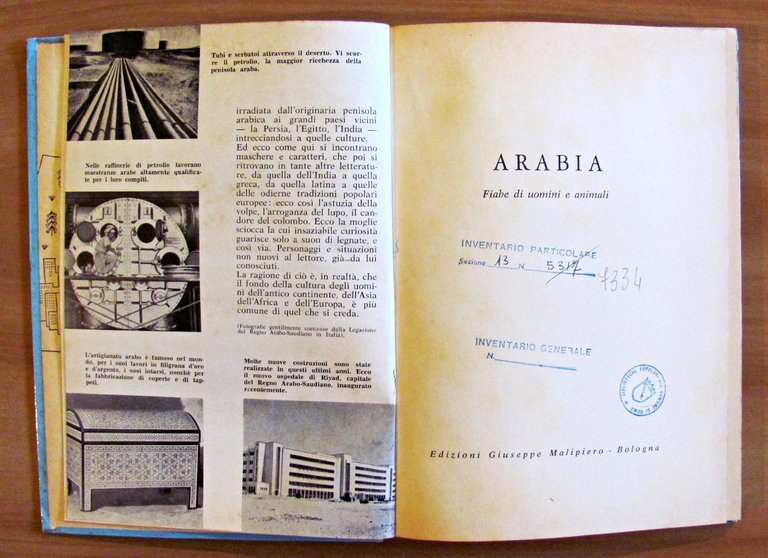 Tubi e serbatoi attraverso il deserto. Vi scor-
re il petrolio, la maggior ricchezza della
penisola araba.
irradiata dall'originaria penisola
arabica ai grandi paesi vicini
— la Persia, l'Egitto, l'India —
intrecciandosi a quelle culture.
Ed ecco come qui si incontrano
maschere e caratteri, che poi si
ritrovano in tante altre letteratu-
re, da quella dell'India a quella
greca, da quella latina a quelle
delle odierne tradizioni popolari
europee: ecco così l'astuzia della
volpe, l'arroganza del lupo, il can-
dore del colombo. Ecco la moglie
sciocca la cui insaziabile curiosità
guarisce solo a suon di legnate, e
così via. Personaggi e situazioni
non nuovi al lettore, già da lui
conosciuti.
La ragione di ciò è, in realtà, che
il fondo della cultura degli uomi-
ni dell'antico continente, dell'Asia
dell'Africa e dell'Europa, è più
comune di quel che si creda.
(Fotografie gentilmente concesse dalla Legazione
del Regno Arabo-Saudiano in Italia).
Nelle raffinerie di petrolio lavorano
maestranze arabe altamente qualifica-
te per i loro compiti.
L'artigianato arabo è famoso nel mon-
do, per i suoi lavori in filigrana d'oro
e d'argento, i suoi intarsi, nonchè per
la fabbricazione di coperte e di tap-
peti.
Molte nuove costruzioni sono state
realizzate in questi ultimi anni. Ecco
il nuovo ospedale di Riyad, capitale
del Regno Arabo-Saudiano, inaugurato
recentemente.
ARABIA
Fiabe di uomini e animali
INVENTARIO PARTICOLARE
Sezione 13 N 5317
1334
INVENTARIO GENERALE
N
Edizioni Giuseppe Malipiero - Bologna